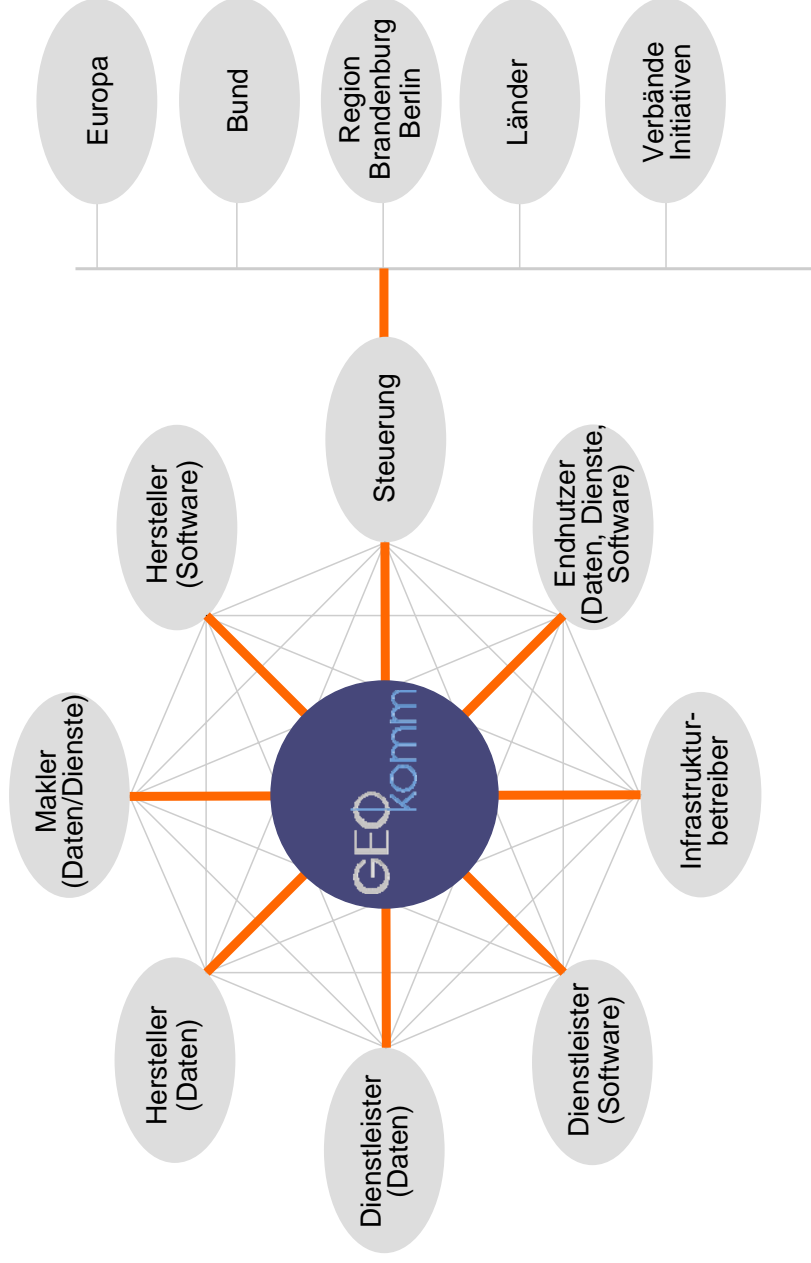 Makler
(Daten/Dienste)
Hersteller
(Daten)
Hersteller
(Software)
Dienstleister
(Daten)
GEO
komm
Steuerung
Dienstleister
(Software)
Endnutzer
(Daten, Dienste,
Software)
Infrastruktur-
betreiber
Europa
Bund
Region
Brandenburg
Berlin
Länder
Verbände
Initiativen